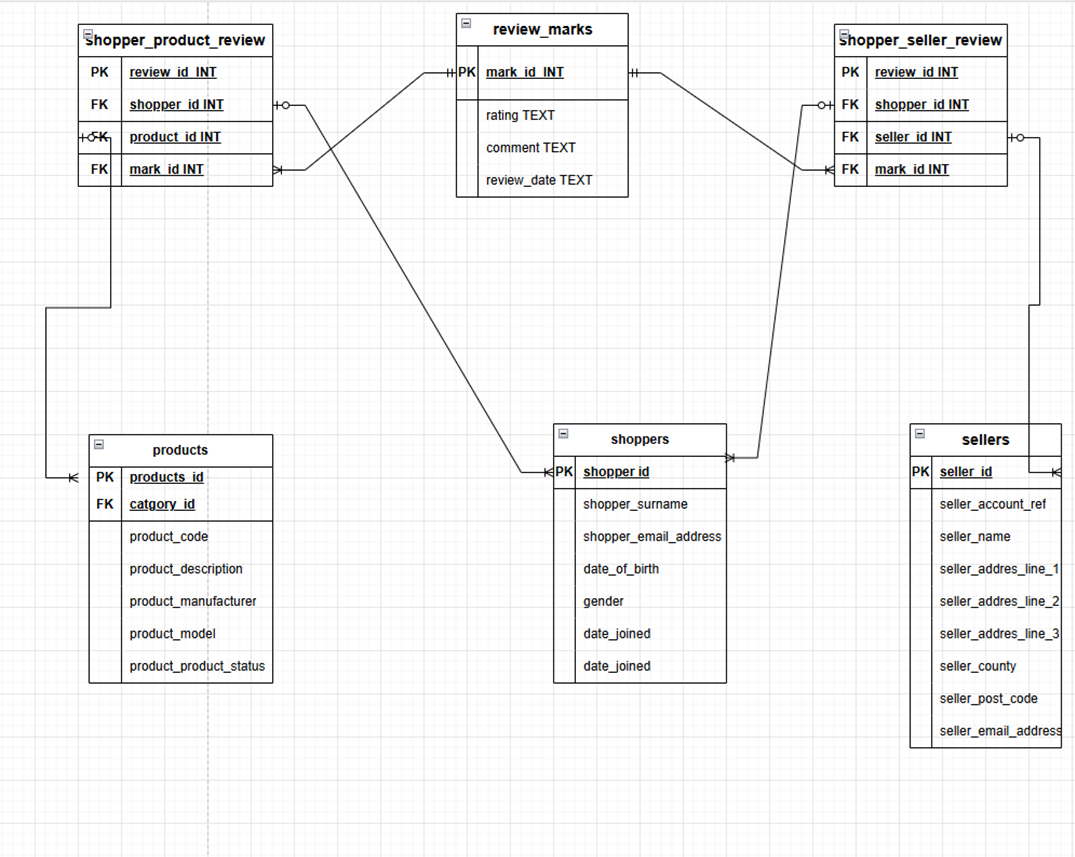 shopper_product_review
PK review_id INT
FK shopper_id INT
FK product_id INT
FK mark_id INT
review_marks
PK mark_id INT
rating TEXT
comment TEXT
review_date TEXT
shopper_seller_review
PK review_id INT
FK shopper_id INT
FK seller_id INT
FK mark_id INT
products
PK products_id
FK catgory_id
product_code
product_description
product_manufacturer
product_model
product_product_status
shoppers
PK shopper id
shopper_surname
shopper_email_address
date_of_birth
gender
date_joined
date_joined
sellers
PK seller_id
seller_account_ref
seller_name
seller_addres_line_1
seller_addres_line_2
seller_addres_line_3
seller_county
seller_post_code
seller_email_address